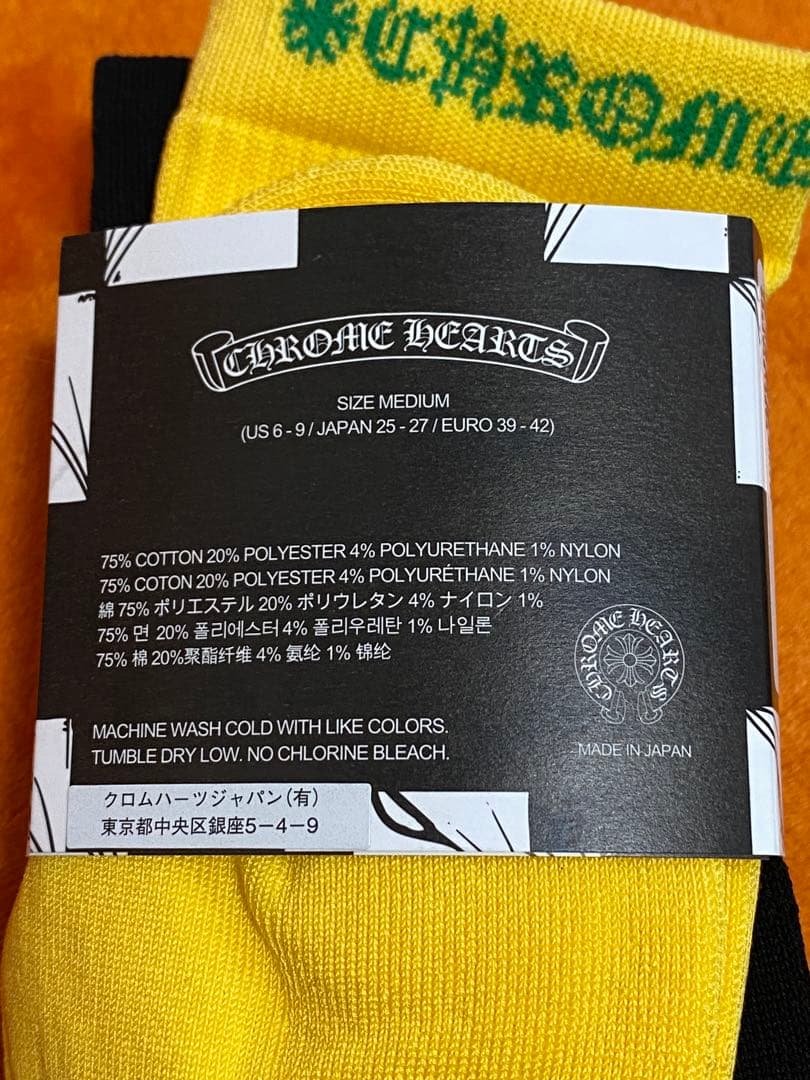 CHROME
CHROME HEARTS
SIZE MEDIUM
(US 6 - 9 / JAPAN 25 - 27 / EURO 39 - 42)
75% COTTON 20% POLYESTER 4% POLYURETHANE 1% NYLON
75% COTON 20% POLYESTER 4% POLYURÉTHANE 1% NYLON
綿 75% ポリエステル 20% ポリウレタン 4% ナイロン 1%
75% 면 20% 폴리에스터 4% 폴리우레탄 1% 나일론
75% 棉 20%聚酯纤维 4% 氨纶 1% 锦纶
CHROME HEARTS
MADE IN JAPAN
MACHINE WASH COLD WITH LIKE COLORS.
TUMBLE DRY LOW. NO CHLORINE BLEACH.
クロムハーツジャパン(有)
東京都中央区銀座5－4－9